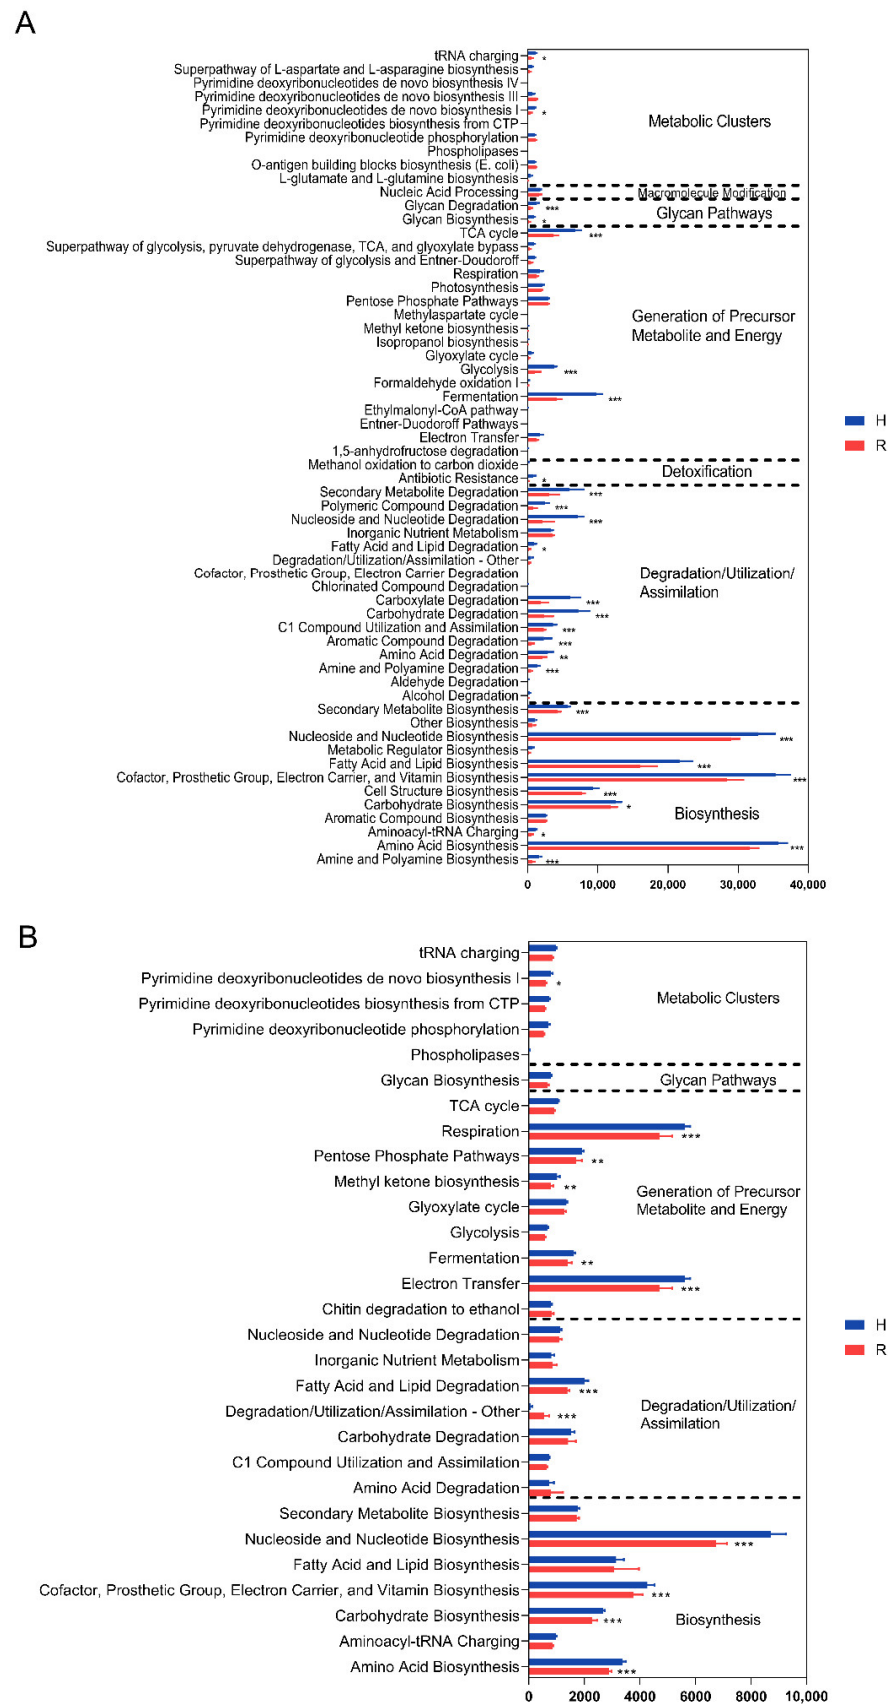 A
tRNA charging
*
Superpathway of L-aspartate and L-asparagine biosynthesis
Pyrimidine deoxyribonucleotides de novo biosynthesis IV
Pyrimidine deoxyribonucleotides de novo biosynthesis III
Pyrimidine deoxyribonucleotides de novo biosynthesis I
*
Pyrimidine deoxyribonucleotides biosynthesis from CTP
Metabolic Clusters
Pyrimidine deoxyribonucleotide phosphorylation
Phospholipases
O-antigen building blocks biosynthesis (E. coli)
L-glutamate and L-glutamine biosynthesis
Nucleic Acid Processing
Macromolecule Modification
Glycan Degradation
***
Glycan Pathways
Glycan Biosynthesis
*
TCA cycle
***
Superpathway of glycolysis, pyruvate dehydrogenase, TCA, and glyoxylate bypass
Superpathway of glycolysis and Entner-Doudoroff
Respiration
Photosynthesis
Pentose Phosphate Pathways
Methylaspartate cycle
Generation of Precursor
Metabolite and Energy
Methyl ketone biosynthesis
Isopropanol biosynthesis
Glyoxylate cycle
Glycolysis
***
Formaldehyde oxidation I
Fermentation
***
Ethylmalonyl-CoA pathway
Entner-Duodoroff Pathways
Electron Transfer
1,5-anhydrofructose degradation
Methanol oxidation to carbon dioxide
Detoxification
Antibiotic Resistance
*
Secondary Metabolite Degradation
***
Polymeric Compound Degradation
***
Nucleoside and Nucleotide Degradation
***
Inorganic Nutrient Metabolism
Fatty Acid and Lipid Degradation
*
Degradation/Utilization/Assimilation - Other
Cofactor, Prosthetic Group, Electron Carrier Degradation
Degradation/Utilization/
Assimilation
Chlorinated Compound Degradation
Carboxylate Degradation
***
Carbohydrate Degradation
***
C1 Compound Utilization and Assimilation
***
Aromatic Compound Degradation
***
Amino Acid Degradation
**
Amine and Polyamine Degradation
***
Aldehyde Degradation
Alcohol Degradation
Secondary Metabolite Biosynthesis
***
Other Biosynthesis
Nucleoside and Nucleotide Biosynthesis
***
Metabolic Regulator Biosynthesis
Fatty Acid and Lipid Biosynthesis
***
Cofactor, Prosthetic Group, Electron Carrier, and Vitamin Biosynthesis
***
Cell Structure Biosynthesis
***
Carbohydrate Biosynthesis
*
Biosynthesis
Aromatic Compound Biosynthesis
Aminoacyl-tRNA Charging
*
Amino Acid Biosynthesis
***
Amine and Polyamine Biosynthesis
***
0 10,000 20,000 30,000 40,000
H
R
B
tRNA charging
Pyrimidine deoxyribonucleotides de novo biosynthesis I
*
Metabolic Clusters
Pyrimidine deoxyribonucleotides biosynthesis from CTP
Pyrimidine deoxyribonucleotide phosphorylation
Phospholipases
Glycan Biosynthesis
Glycan Pathways
TCA cycle
Respiration
***
Pentose Phosphate Pathways
**
Methyl ketone biosynthesis
**
Generation of Precursor
Metabolite and Energy
Glyoxylate cycle
Glycolysis
Fermentation
**
Electron Transfer
***
Chitin degradation to ethanol
Nucleoside and Nucleotide Degradation
Inorganic Nutrient Metabolism
Fatty Acid and Lipid Degradation
***
Degradation/Utilization/
Assimilation
Degradation/Utilization/Assimilation - Other
***
Carbohydrate Degradation
C1 Compound Utilization and Assimilation
Amino Acid Degradation
Secondary Metabolite Biosynthesis
Nucleoside and Nucleotide Biosynthesis
***
Fatty Acid and Lipid Biosynthesis
Cofactor, Prosthetic Group, Electron Carrier, and Vitamin Biosynthesis
***
Carbohydrate Biosynthesis
***
Biosynthesis
Aminoacyl-tRNA Charging
Amino Acid Biosynthesis
***
0 2000 4000 6000 8000 10,000
H
R